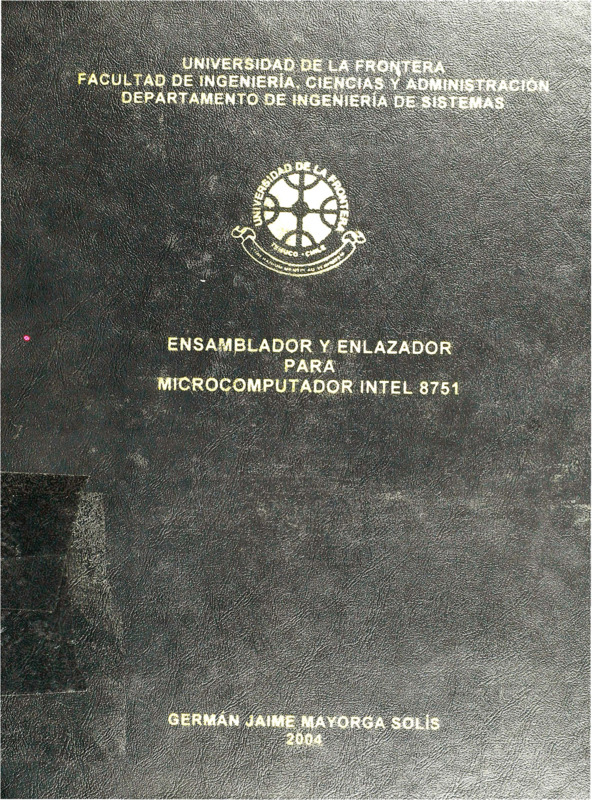 UNIVERSIDAD DE LA FRONTERA
FACULTAD DE INGENIERÍA, CIENCIAS Y ADMINISTRACIÓN
DEPARTAMENTO DE INGENIERÍA DE SISTEMAS
UNIVERSIDAD DE LA FRONTERA
TEMUCO - CHILE
ENSAMBLADOR Y ENLAZADOR
PARA
MICROCOMPUTADOR INTEL 8751
GERMÁN JAIME MAYORGA SOLÍS
2004